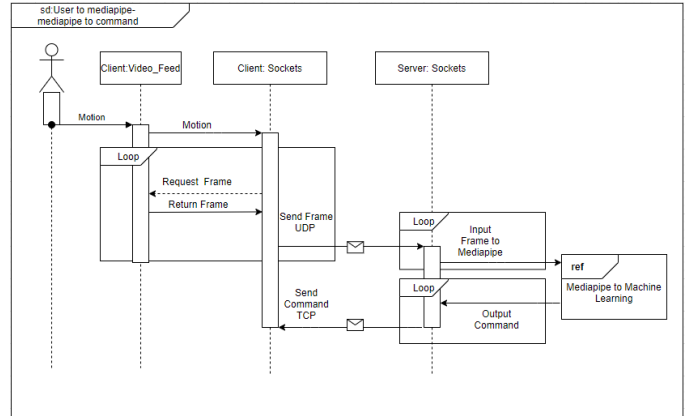 sd:User to mediapipe-
mediapipe to command
Client:Video_Feed
Client: Sockets
Server: Sockets
Motion
Motion
Loop
Request Frame
Return Frame
Send Frame
UDP
Loop
Input
Frame to
Mediapipe
ref
Mediapipe to Machine
Learning
Loop
Send
Command
TCP
Output
Command